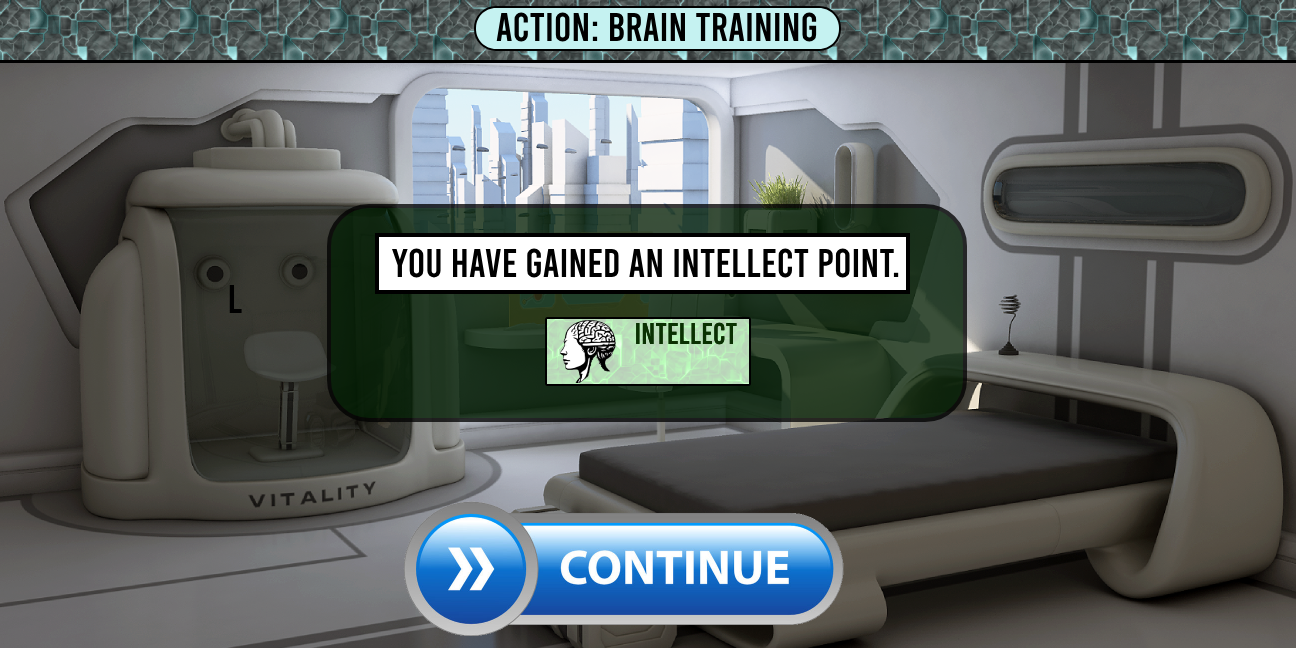 ACTION: BRAIN TRAINING
YOU HAVE GAINED AN INTELLECT POINT.
INTELLECT
L
VITALITY
CONTINUE